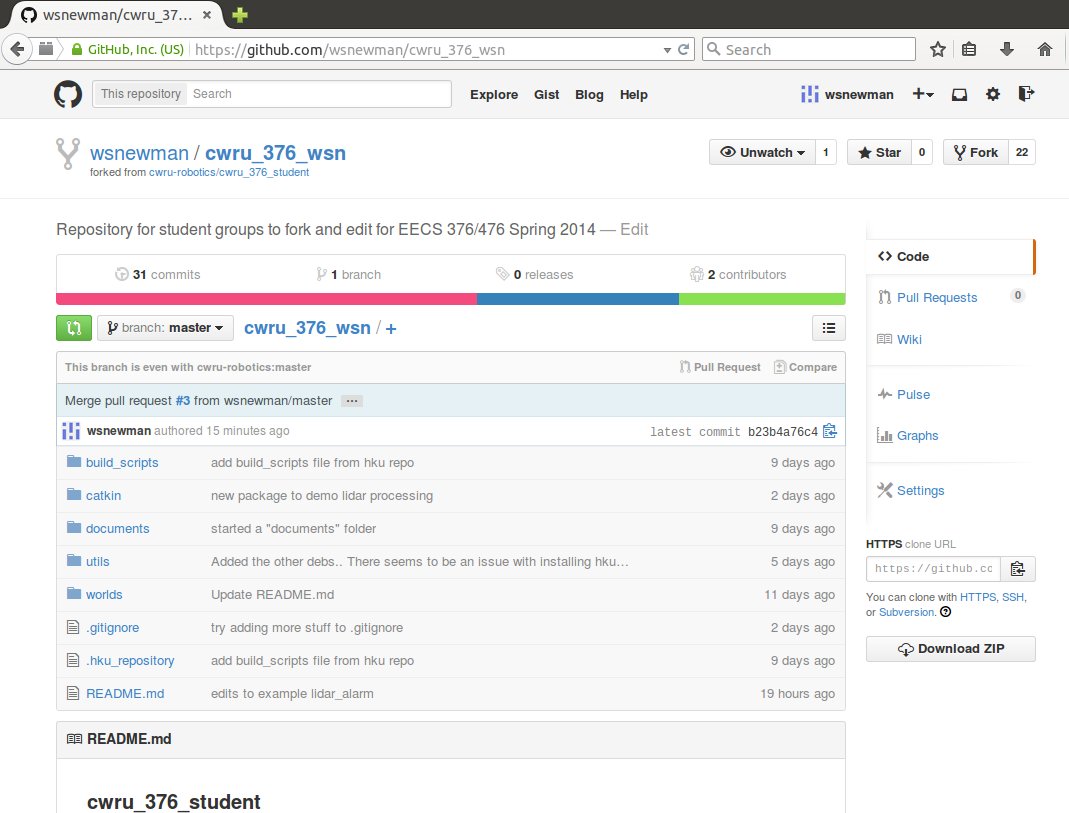 wsnewman/cwru_37... ×
GitHub, Inc. (US) https://github.com/wsnewman/cwru_376_wsn Search
This repository Search Explore Gist Blog Help wsnewman
wsnewman / cwru_376_wsn Unwatch 1 Star 0 Fork 22
forked from cwru-robotics/cwru_376_student
Repository for student groups to fork and edit for EECS 376/476 Spring 2014 — Edit
31 commits 1 branch 0 releases 2 contributors
branch: master cwru_376_wsn / +
This branch is even with cwru-robotics:master Pull Request Compare
Merge pull request #3 from wsnewman/master ...
wsnewman authored 15 minutes ago latest commit b23b4a76c4
build_scripts add build_scripts file from hku repo 9 days ago
catkin new package to demo lidar processing 2 days ago
documents started a "documents" folder 9 days ago
utils Added the other debs.. There seems to be an issue with installing hku... 5 days ago
worlds Update README.md 11 days ago
.gitignore try adding more stuff to .gitignore 2 days ago
.hku_repository add build_scripts file from hku repo 9 days ago
README.md edits to example lidar_alarm 19 hours ago
README.md
cwru_376_student
Code
Pull Requests 0
Wiki
Pulse
Graphs
Settings
HTTPS clone URL
https://github.cc
You can clone with HTTPS, SSH,
or Subversion.
Download ZIP